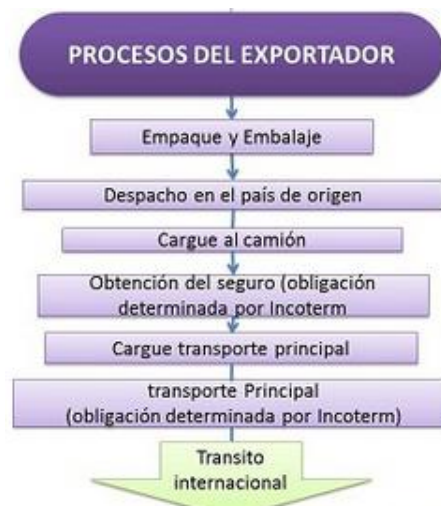 PROCESOS DEL EXPORTADOR
Empaque y Embalaje
Despacho en el país de origen
Cargue al camión
Obtención del seguro (obligación
determinada por Incoterm
Cargue transporte principal
transporte Principal
(obligación determinada por Incoterm)
Transito
internacional